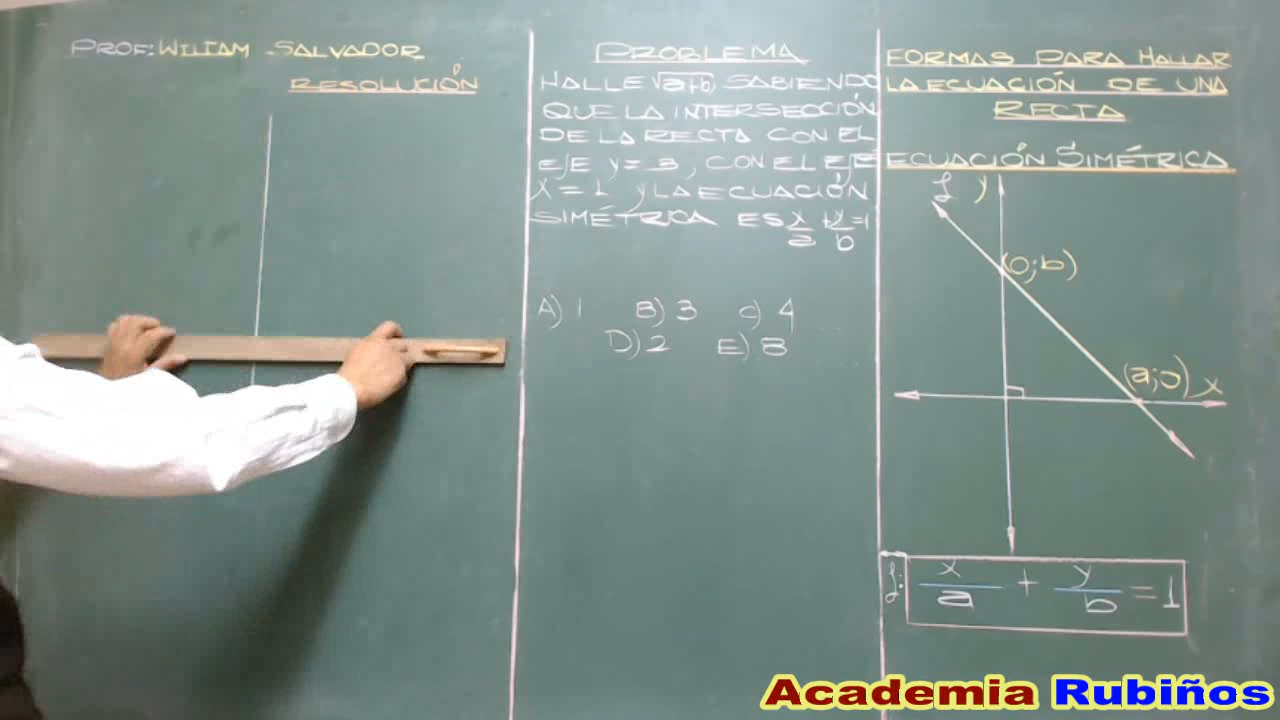 PROF: WILIAM SALVADOR
RESOLUCIÓN
PROBLEMA
HALLE √a+b, SABIENDO
QUE LA INTERSECCIÓN
DE LA RECTA CON EL
EJE Y=3, CON EL EJE
X=1 Y LA ECUACIÓN
SIMÉTRICA ES x/a + y/b = 1
A) 1 B) 3 C) 4
D) 2 E) 8
FORMAS PARA HALLAR
LA ECUACIÓN DE UNA
RECTA
ECUACIÓN SIMÉTRICA
L y
(0;b)
(a;0) x
L: x/a + y/b = 1
Academia Rubiños